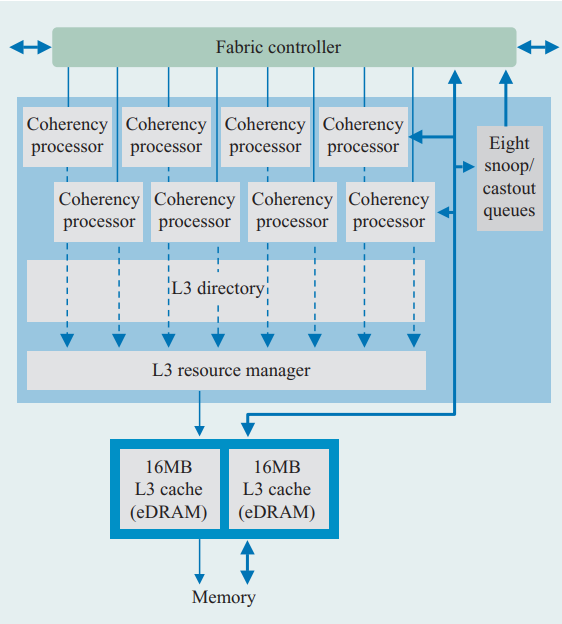 Fabric controller
Coherency
processor
Coherency
processor
Coherency
processor
Coherency
processor
Eight
snoop/
castout
queues
Coherency
processor
Coherency
processor
Coherency
processor
Coherency
processor
L3 directory
L3 resource manager
16MB
L3 cache
(eDRAM)
16MB
L3 cache
(eDRAM)
Memory